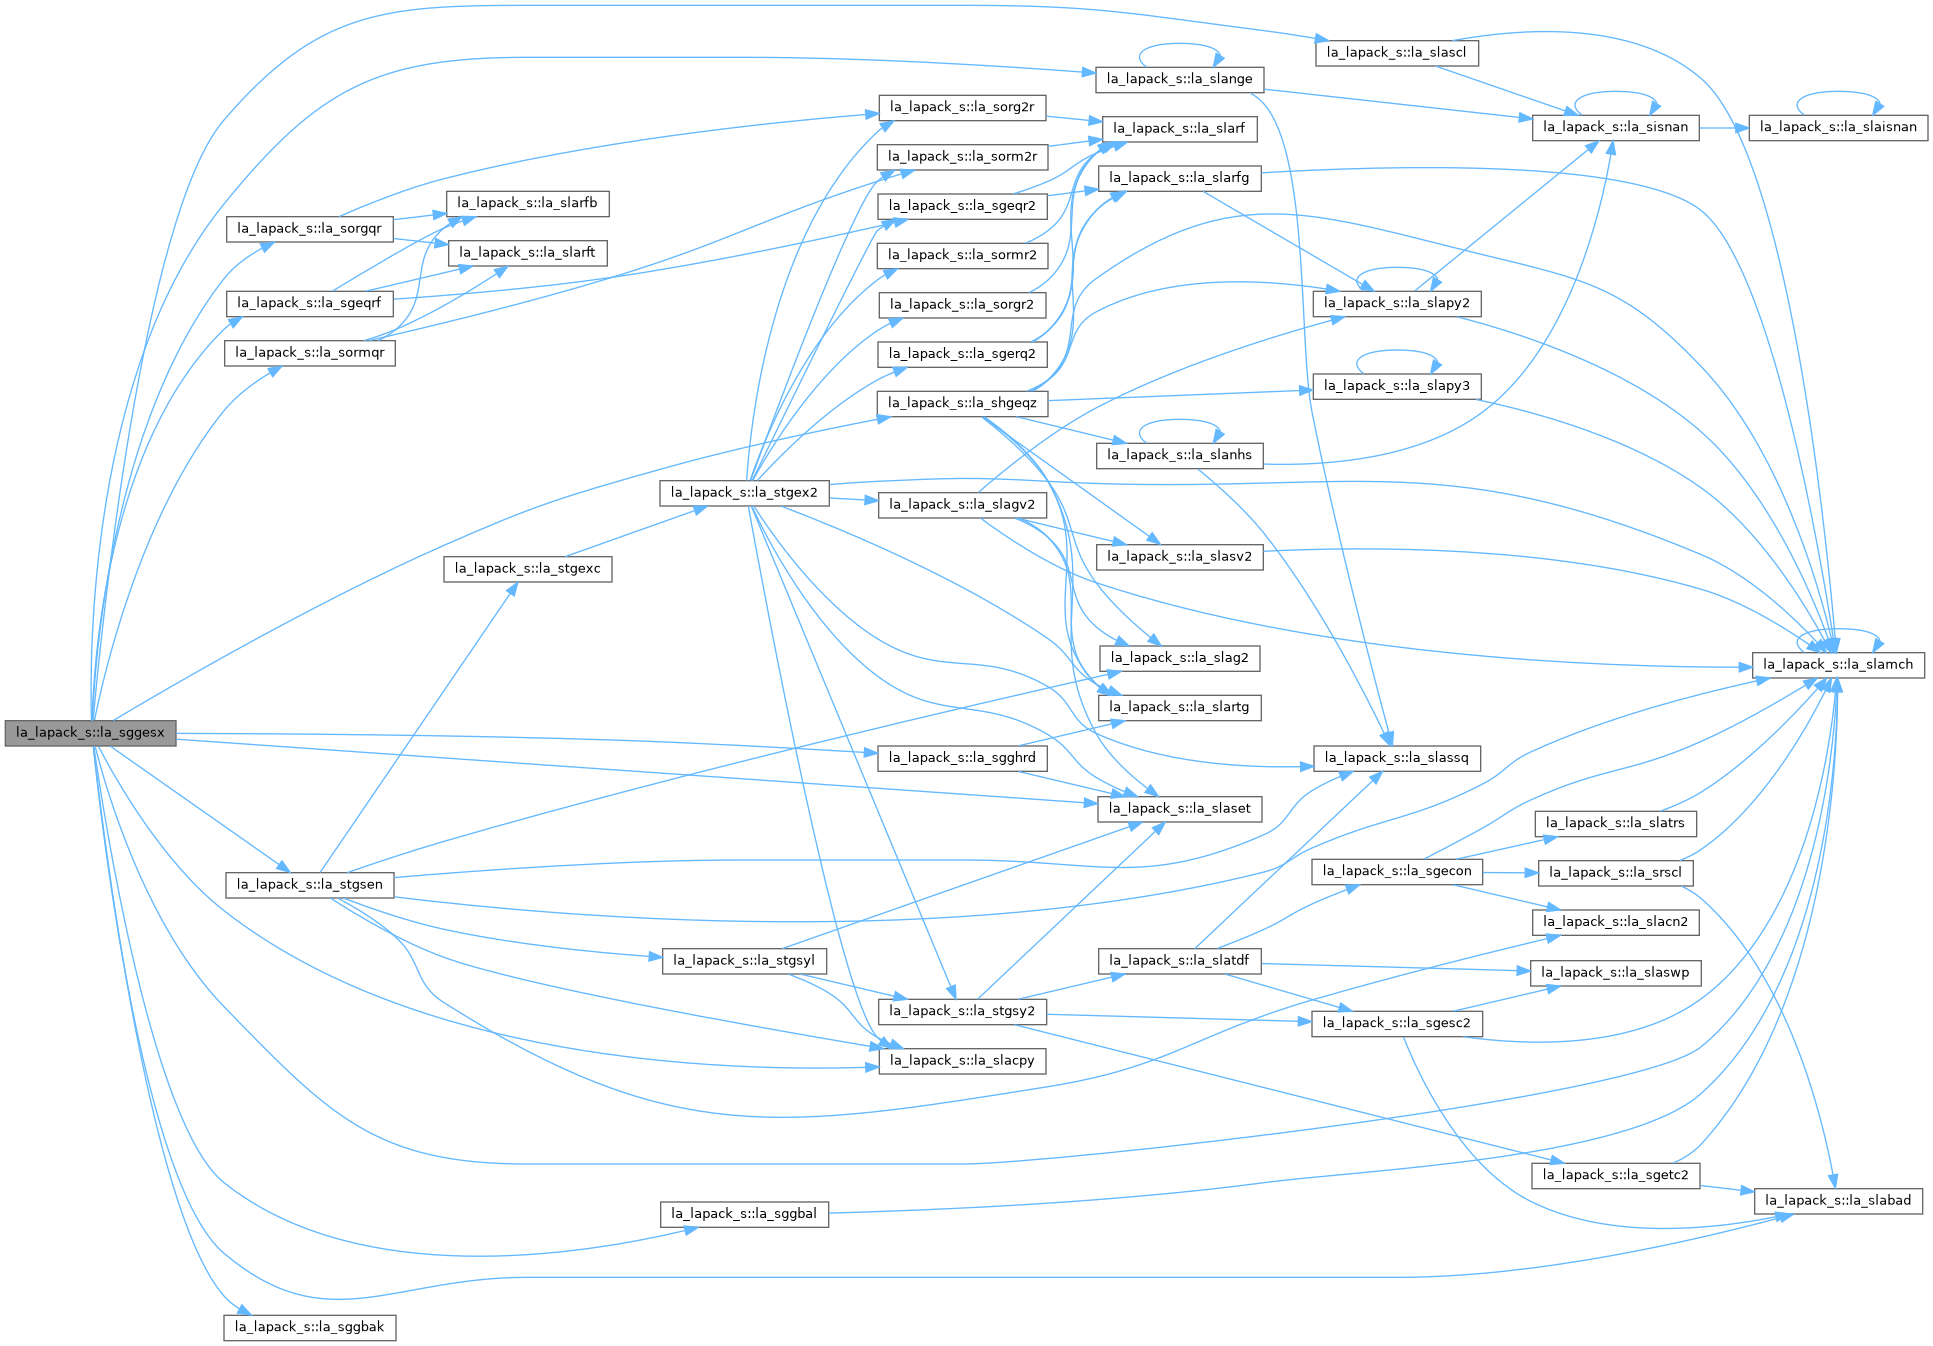 la_lapack_s::la_slascl
la_lapack_s::la_slange
la_lapack_s::la_sorg2r
la_lapack_s::la_slarf
la_lapack_s::la_sisnan
la_lapack_s::la_slaisnan
la_lapack_s::la_sorm2r
la_lapack_s::la_slarfg
la_lapack_s::la_slarfb
la_lapack_s::la_sgeqr2
la_lapack_s::la_sorgqr
la_lapack_s::la_slarft
la_lapack_s::la_sormr2
la_lapack_s::la_sgeqrf
la_lapack_s::la_sorgr2
la_lapack_s::la_slapy2
la_lapack_s::la_sormqr
la_lapack_s::la_sgerq2
la_lapack_s::la_slapy3
la_lapack_s::la_shgeqz
la_lapack_s::la_slanhs
la_lapack_s::la_stgex2
la_lapack_s::la_slagv2
la_lapack_s::la_slasv2
la_lapack_s::la_stgexc
la_lapack_s::la_slag2
la_lapack_s::la_slamch
la_lapack_s::la_slartg
la_lapack_s::la_sggesx
la_lapack_s::la_sgghrd
la_lapack_s::la_slassq
la_lapack_s::la_slaset
la_lapack_s::la_slatrs
la_lapack_s::la_sgecon
la_lapack_s::la_srscl
la_lapack_s::la_stgsen
la_lapack_s::la_slacn2
la_lapack_s::la_stgsyl
la_lapack_s::la_slatdf
la_lapack_s::la_slaswp
la_lapack_s::la_stgsy2
la_lapack_s::la_sgesc2
la_lapack_s::la_slacpy
la_lapack_s::la_sgetc2
la_lapack_s::la_slabad
la_lapack_s::la_sggbal
la_lapack_s::la_sggbak